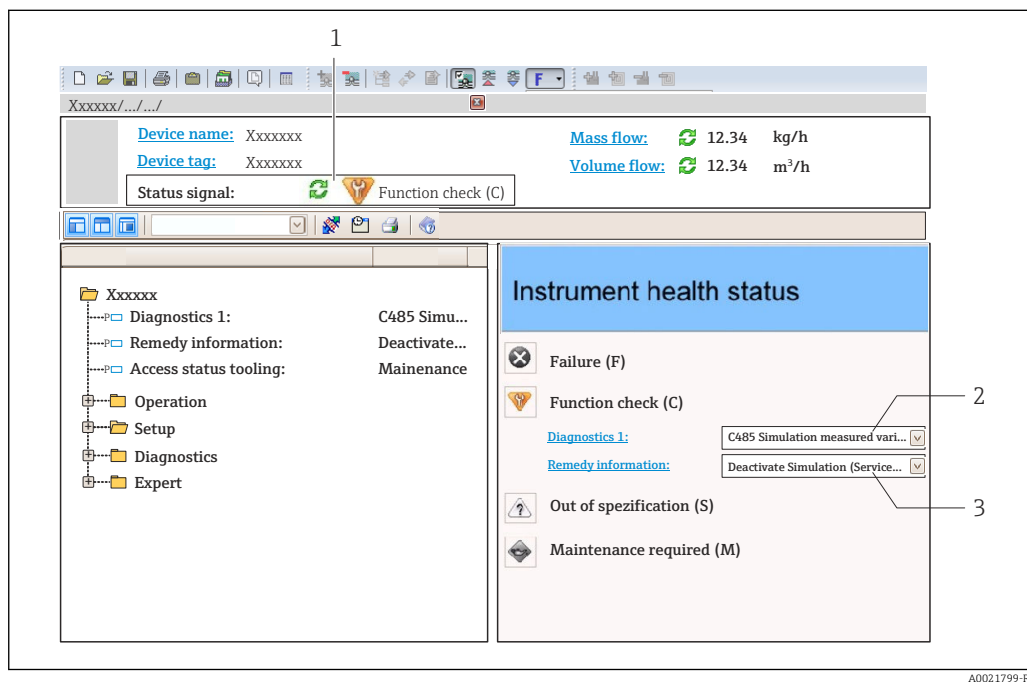 1
F
Xxxxxx/.../.../
Device name: Xxxxxxx
Mass flow: 12.34 kg/h
Device tag: Xxxxxxx
Volume flow: 12.34 m³/h
Status signal: Function check (C)
Xxxxxx
Diagnostics 1: C485 Simu...
Remedy information: Deactivate...
Access status tooling: Mainenance
Operation
Setup
Diagnostics
Expert
Instrument health status
Failure (F)
Function check (C)
2
Diagnostics 1: C485 Simulation measured vari...
Remedy information: Deactivate Simulation (Service...
3
Out of spezification (S)
Maintenance required (M)